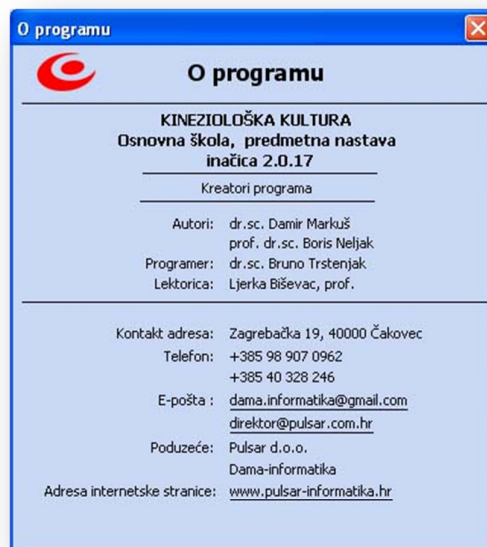 O programu
O programu
KINEZIOLOŠKA KULTURA
Osnovna škola, predmetna nastava
inačica 2.0.17
Kreatori programa
Autori: dr.sc. Damir Markuš
prof. dr.sc. Boris Neljak
Programer: dr.sc. Bruno Trstenjak
Lektorica: Ljerka Biševac, prof.
Kontakt adresa: Zagrebačka 19, 40000 Čakovec
Telefon: +385 98 907 0962
+385 40 328 246
E-pošta : dama.informatika@gmail.com
direktor@pulsar.com.hr
Poduzeće: Pulsar d.o.o.
Dama-informatika
Adresa internetske stranice: www.pulsar-informatika.hr